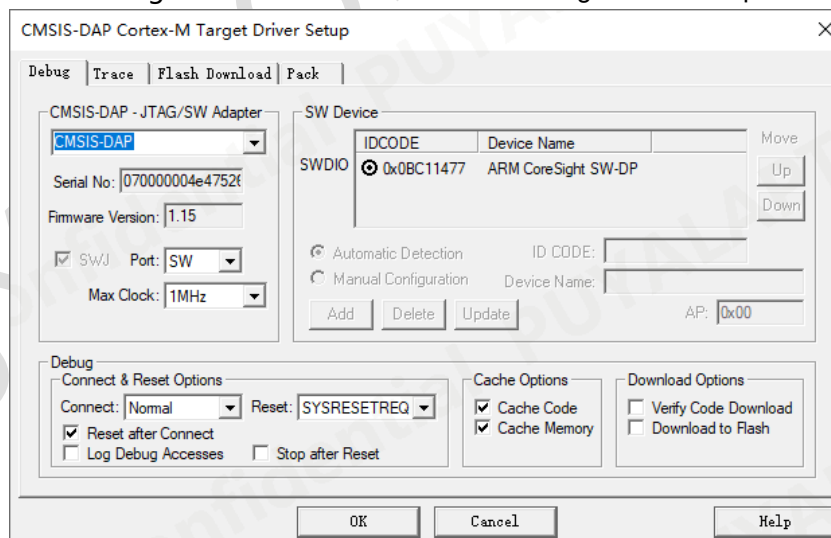 CMSIS-DAP Cortex-M Target Driver Setup
Debug Trace Flash Download Pack
CMSIS-DAP - JTAG/SW Adapter
CMSIS-DAP
Serial No: 070000004e47526
Firmware Version: 1.15
SWJ Port: SW
Max Clock: 1MHz
SW Device
IDCODE Device Name Move
SWDIO 0x0BC11477 ARM CoreSight SW-DP Up
Down
Automatic Detection ID CODE:
Manual Configuration Device Name:
Add Delete Update AP: 0x00
Debug
Connect & Reset Options
Connect: Normal Reset: SYSRESETREQ
Reset after Connect
Log Debug Accesses Stop after Reset
Cache Options
Cache Code
Cache Memory
Download Options
Verify Code Download
Download to Flash
OK Cancel Help